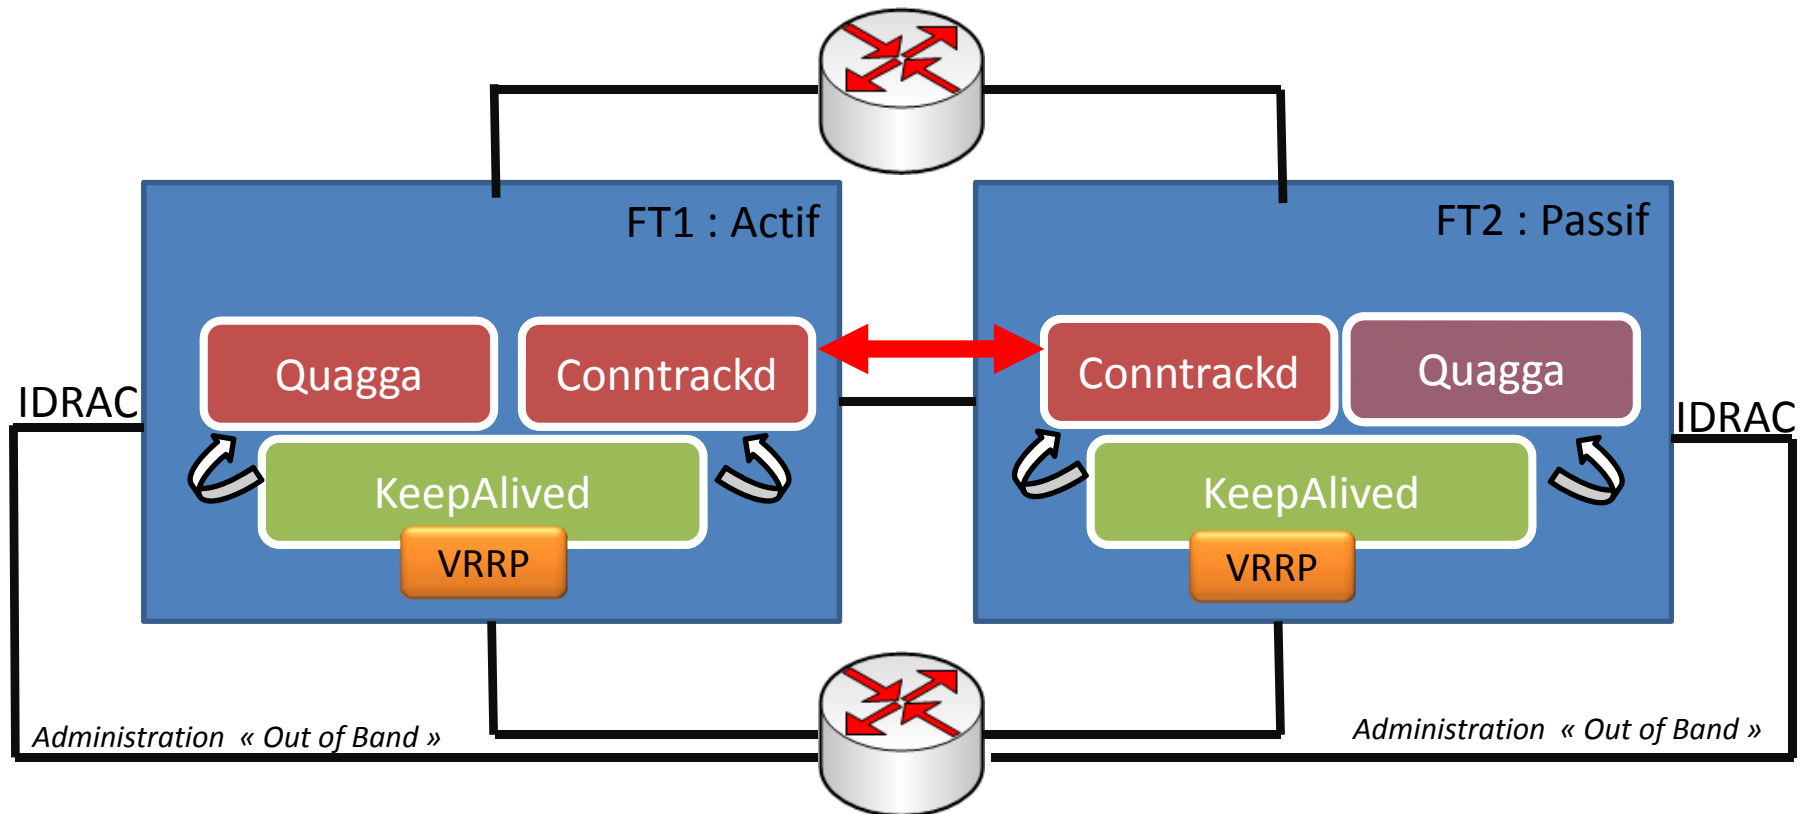 FT1 : Actif
FT2 : Passif
Quagga
Conntrackd
Conntrackd
Quagga
IDRAC
IDRAC
KeepAlived
KeepAlived
VRRP
VRRP
Administration « Out of Band »
Administration « Out of Band »